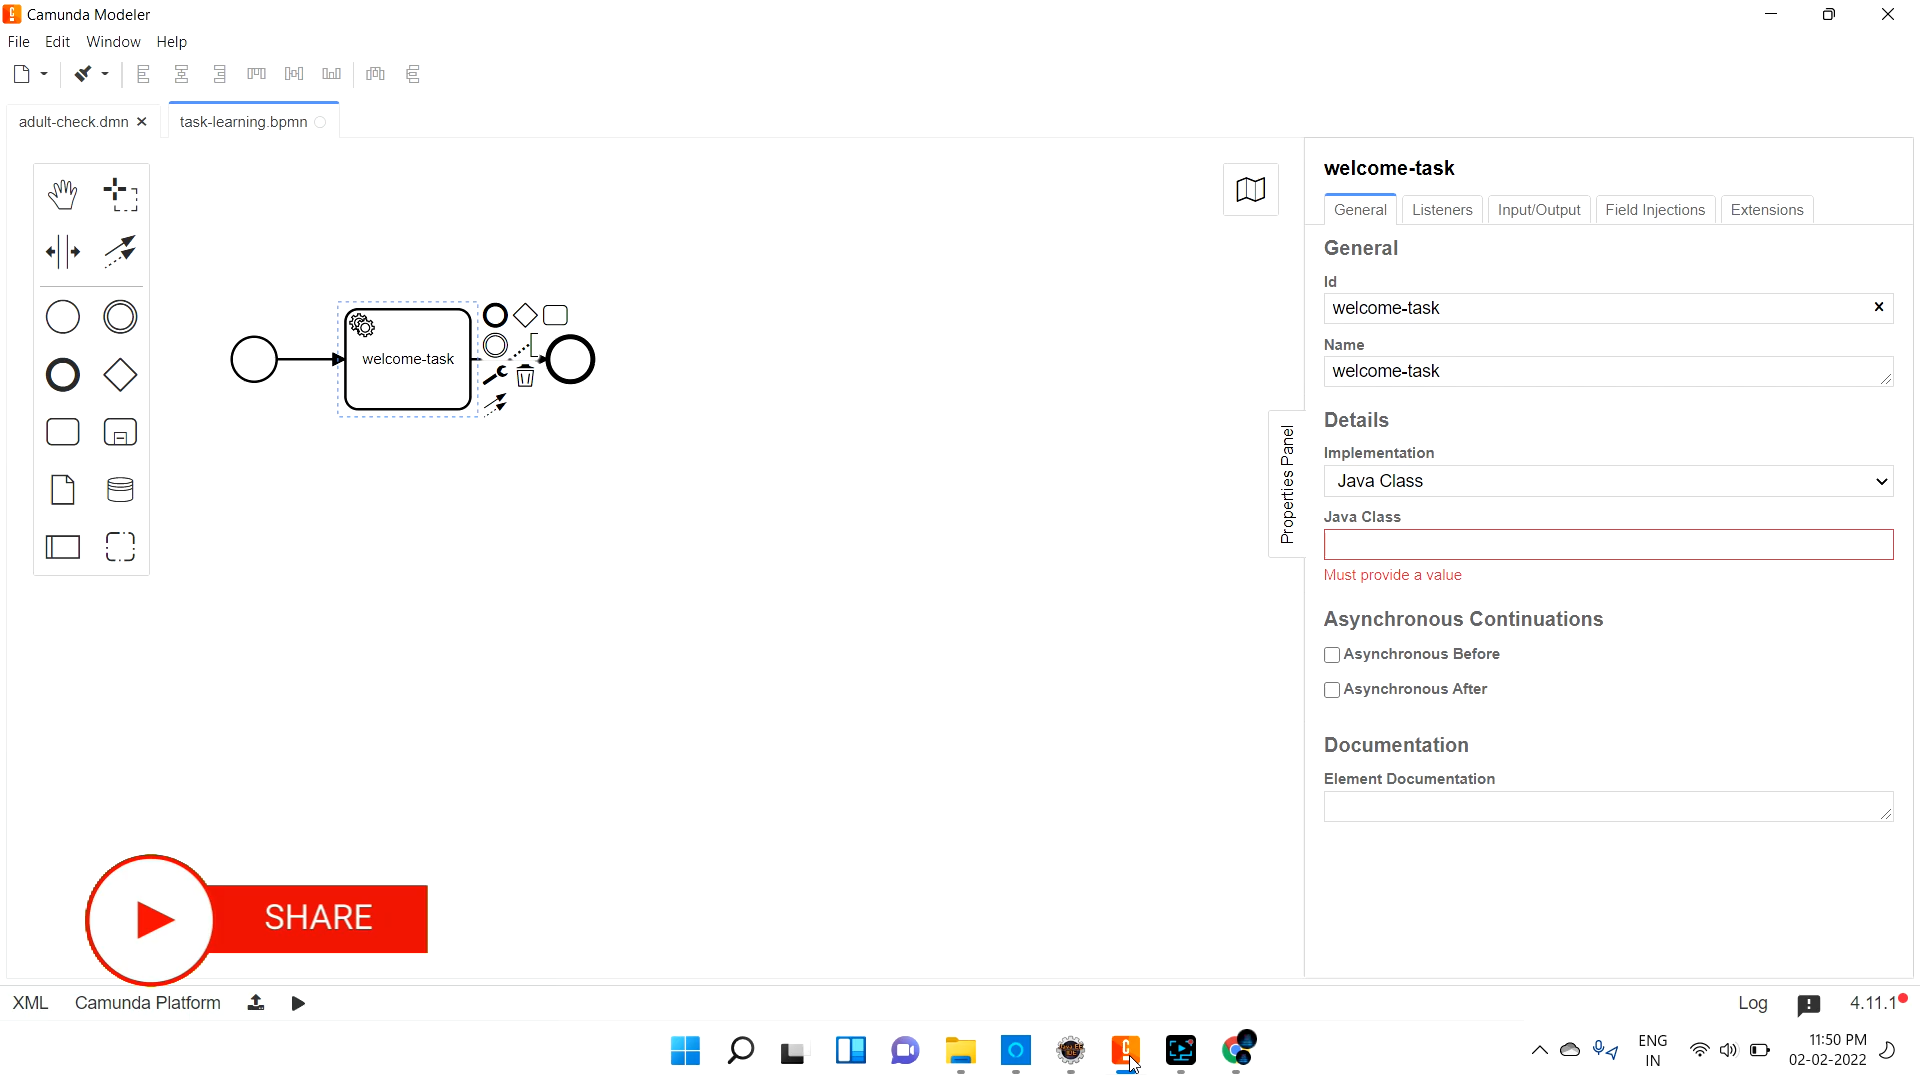 Camunda Modeler
File Edit Window Help
adult-check.dmn
task-learning.bpmn
welcome-task
Properties Panel
welcome-task
General Listeners Input/Output Field Injections Extensions
General
Id
welcome-task
Name
welcome-task
Details
Implementation
Java Class
Java Class
Must provide a value
Asynchronous Continuations
Asynchronous Before
Asynchronous After
Documentation
Element Documentation
SHARE
XML Camunda Platform
Log 4.11.1
ENG
IN
11:50 PM
02-02-2022